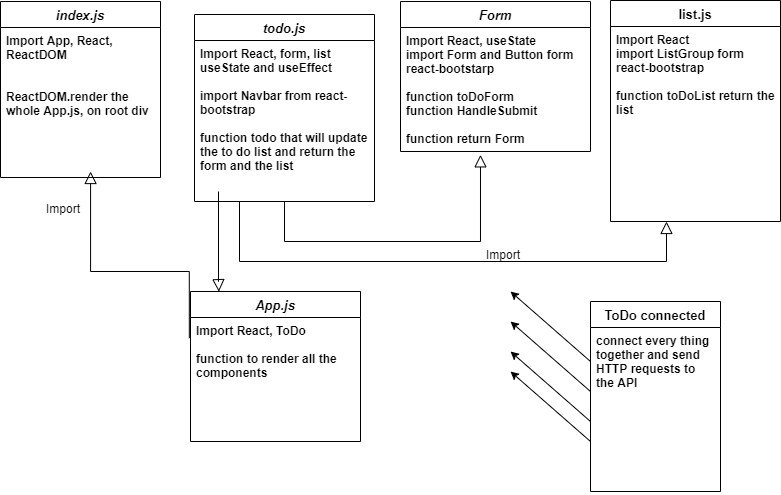 index.js
Import App, React,
ReactDOM
ReactDOM.render the
whole App.js, on root div
todo.js
Import React, form, list
useState and useEffect
import Navbar from react-
bootstrap
function todo that will update
the to do list and return the
form and the list
Form
Import React, useState
import Form and Button form
react-bootstarp
function toDoForm
function HandleSubmit
function return Form
list.js
Import React
import ListGroup form
react-bootstrap
function toDoList return the
list
Import
Import
App.js
Import React, ToDo
function to render all the
components
ToDo connected
connect every thing
together and send
HTTP requests to
the API